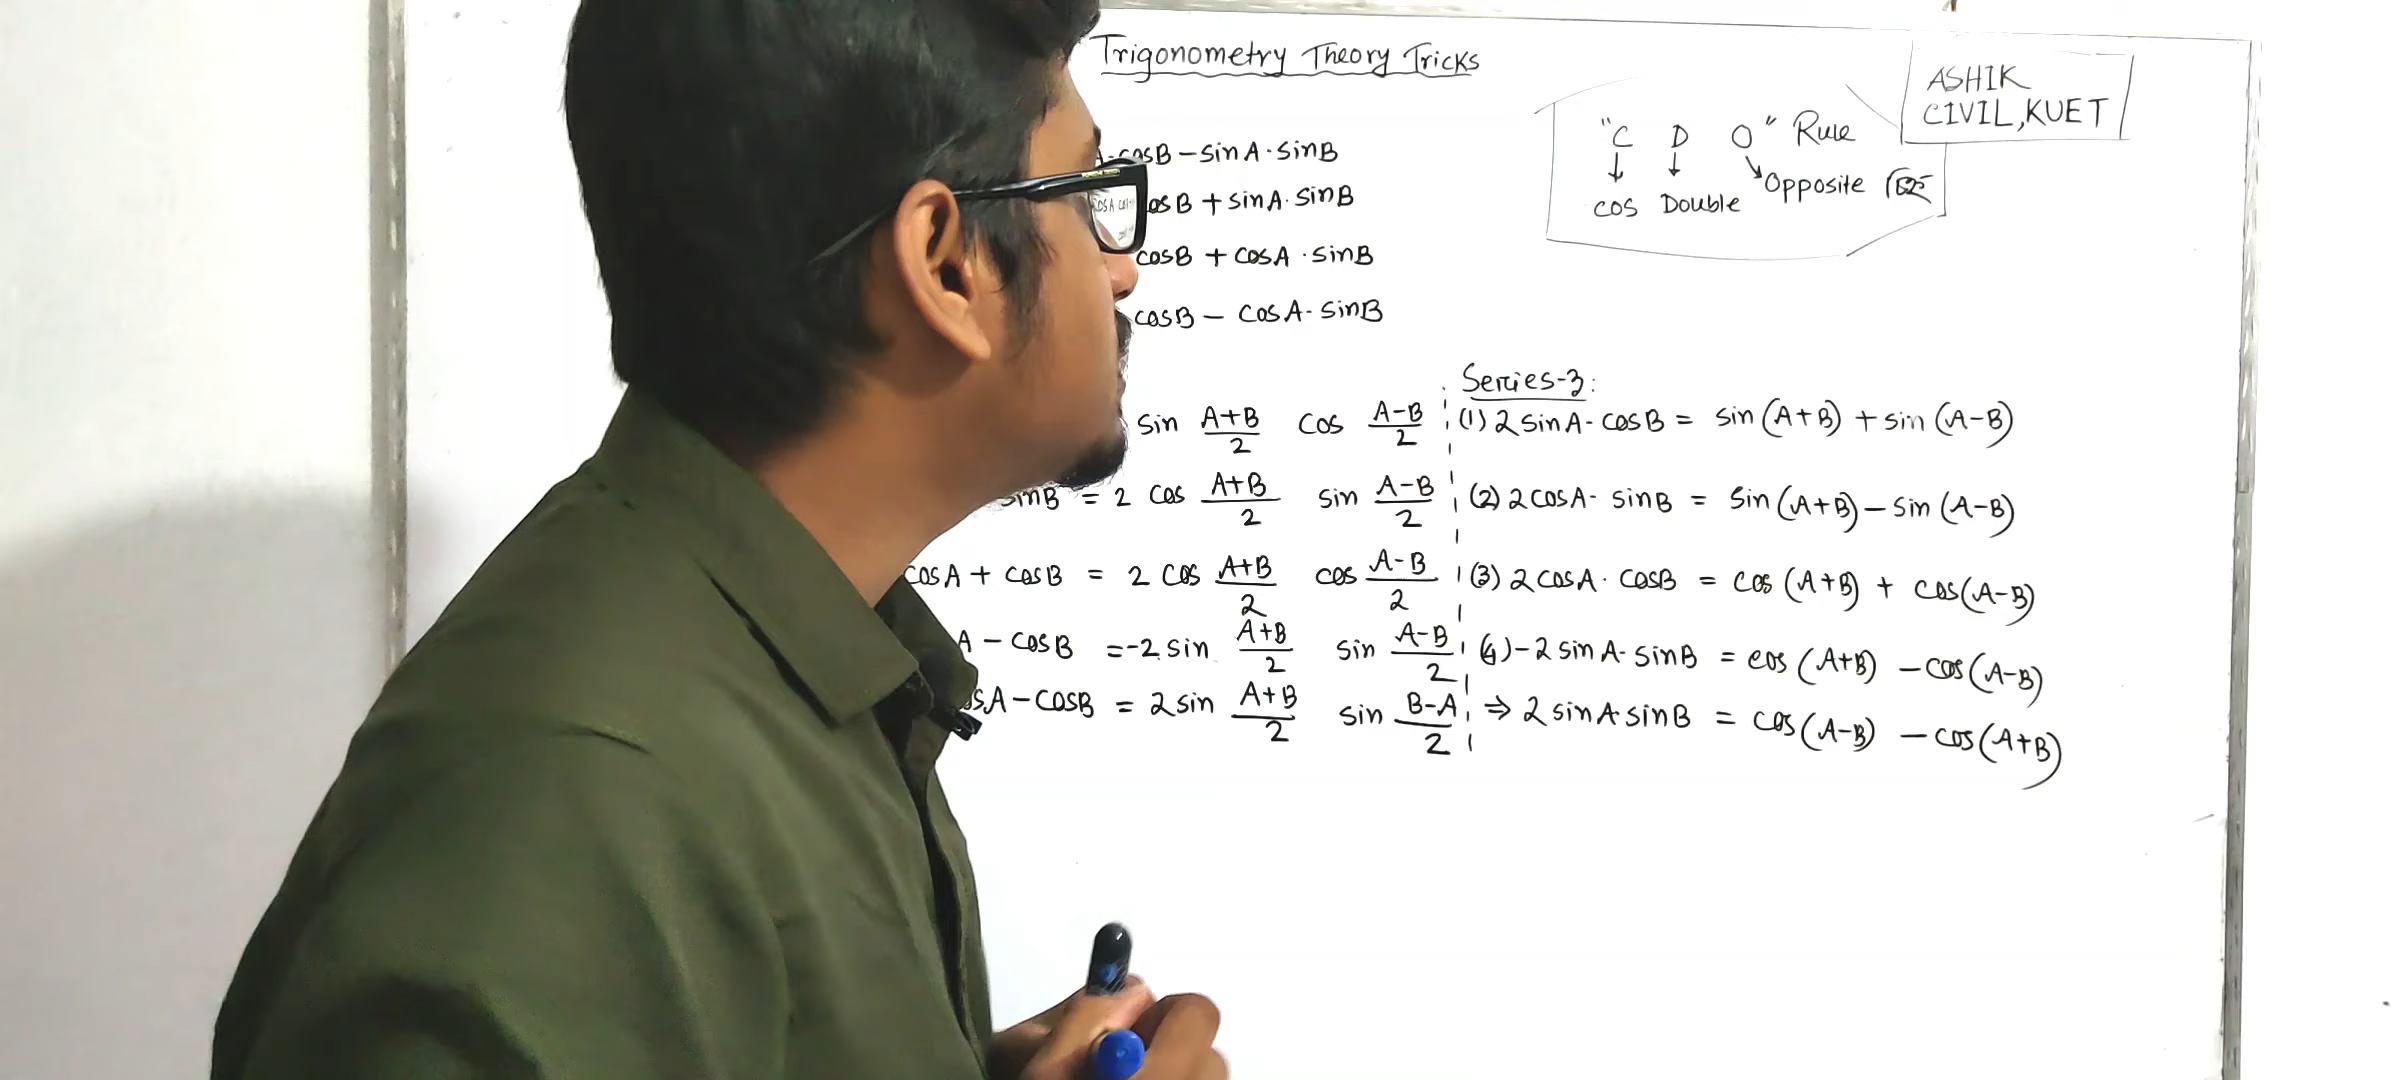 Trigonometry Theory Tricks
ASHIK
CIVIL,KUET
"C D O" Rule
↓ ↓ ↘
cos Double Opposite
cosB - sinA · sinB
cosB + sinA · sinB
cosB + cosA · sinB
cosB - cosA · sinB
sin A+B/2 cos A-B/2
sinB = 2 cos A+B/2 sin A-B/2
cosA + cosB = 2 cos A+B/2 cos A-B/2
A - cosB = -2 sin A+B/2 sin A-B/2
sA - cosB = 2 sin A+B/2 sin B-A/2
Series-3:
(1) 2 sinA · cosB = sin (A+B) + sin (A-B)
(2) 2 cosA · sinB = sin (A+B) - sin (A-B)
(3) 2 cosA · cosB = cos (A+B) + cos (A-B)
(4) -2 sinA · sinB = cos (A+B) - cos (A-B)
⇒ 2 sinA sinB = cos (A-B) - cos (A+B)